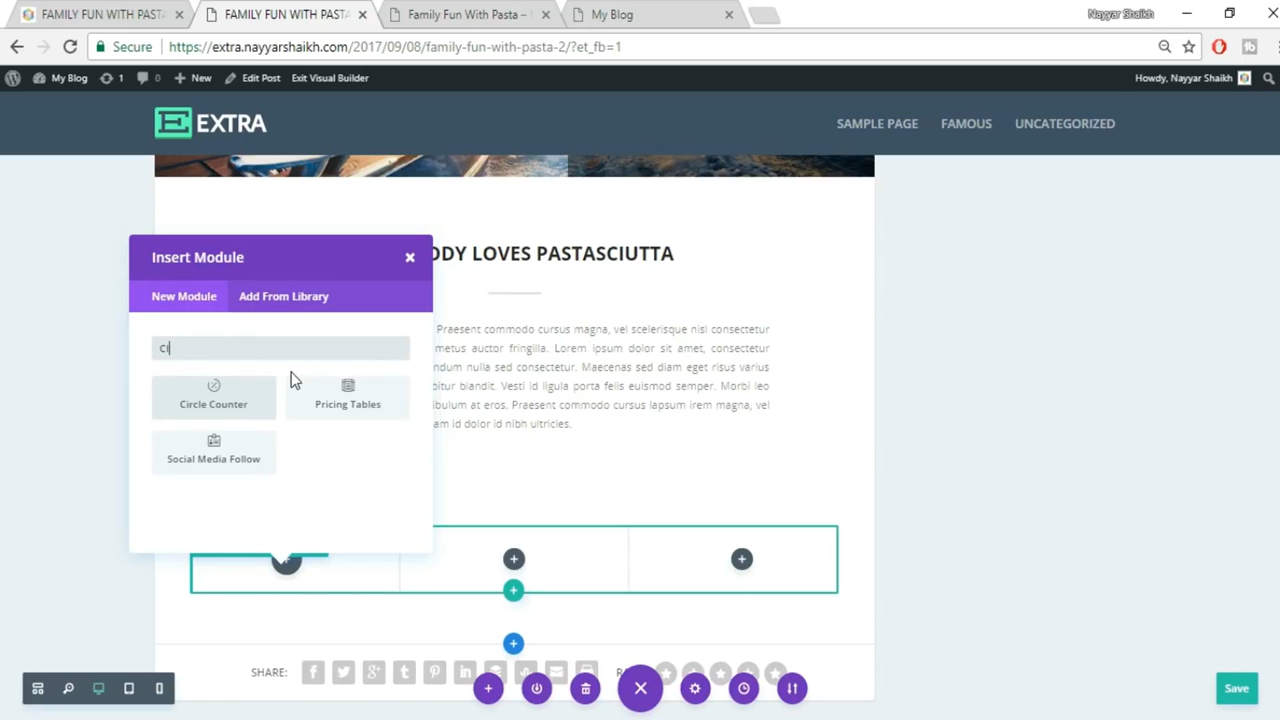 FAMILY FUN WITH PASTA
FAMILY FUN WITH PASTA
Family Fun With Pasta –
My Blog
Nayyar Shaikh
Secure
https://extra.nayyarshaikh.com/2017/09/08/family-fun-with-pasta-2/?et_fb=1
My Blog
1
0
New
Edit Post
Exit Visual Builder
Howdy, Nayyar Shaikh
EXTRA
SAMPLE PAGE
FAMOUS
UNCATEGORIZED
Insert Module
New Module
Add From Library
Ci
Circle Counter
Pricing Tables
Social Media Follow
ODY LOVES PASTASCIUTTA
Praesent commodo cursus magna, vel scelerisque nisl consectetur
metus auctor fringilla. Lorem ipsum dolor sit amet, consectetur
ndum nulla sed consectetur. Maecenas sed diam eget risus varius
bitur blandit. Vesti id ligula porta felis euismod semper. Morbi leo
ibulum at eros. Praesent commodo cursus lapsum irem magna, vel
am id dolor id nibh ultricies.
SHARE:
Save